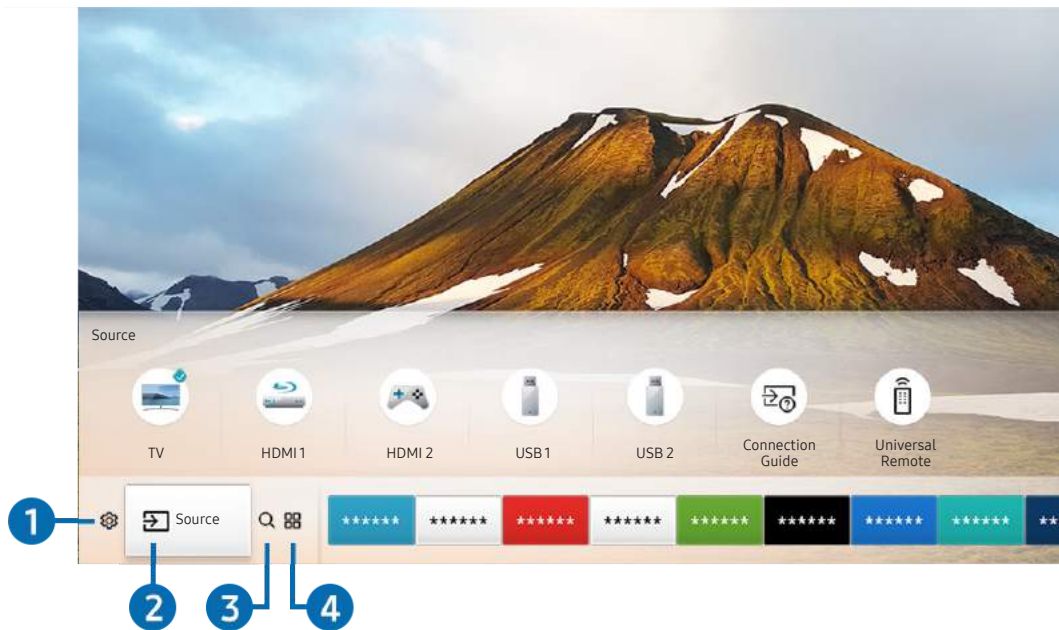 Source
TV
HDMI 1
HDMI 2
USB 1
USB 2
Connection
Guide
Universal
Remote
1
Source
****** ****** ****** ****** ****** ****** ****** ****** **
2
3
4